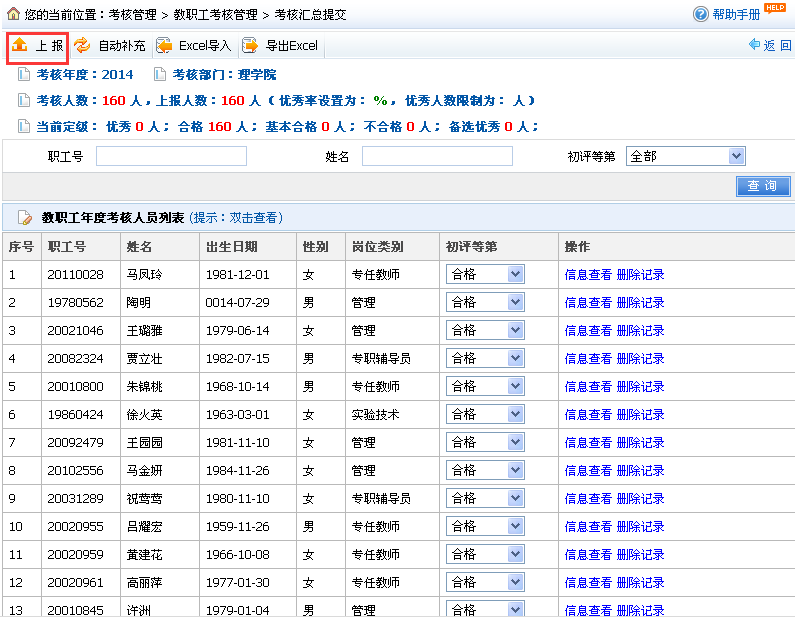 您的当前位置：考核管理 > 教职工考核管理 > 考核汇总提交 帮助手册 HELP
上报 自动补充 Excel导入 导出Excel 返回
考核年度：2014 考核部门：理学院
考核人数：160 人，上报人数：160 人（ 优秀率设置为： %， 优秀人数限制为： 人 ）
当前定级： 优秀 0 人； 合格 160 人； 基本合格 0 人； 不合格 0 人； 备选优秀 0 人；
职工号 姓名 初评等第 全部
查询
教职工年度考核人员列表 (提示：双击查看)
序号 职工号 姓名 出生日期 性别 岗位类别 初评等第 操作
1 20110028 马凤玲 1981-12-01 女 专任教师 合格 信息查看 删除记录
2 19780562 陶明 0014-07-29 男 管理 合格 信息查看 删除记录
3 20021046 王璐雅 1979-06-14 女 管理 合格 信息查看 删除记录
4 20082324 贾立壮 1982-07-15 男 专职辅导员 合格 信息查看 删除记录
5 20010800 朱锦桃 1968-10-14 男 专任教师 合格 信息查看 删除记录
6 19860424 徐火英 1963-03-01 女 实验技术 合格 信息查看 删除记录
7 20092479 王园园 1981-11-10 女 管理 合格 信息查看 删除记录
8 20102556 马金妍 1984-11-26 女 管理 合格 信息查看 删除记录
9 20031289 祝莺莺 1980-11-10 女 专职辅导员 合格 信息查看 删除记录
10 20020955 吕耀宏 1959-11-26 男 专任教师 合格 信息查看 删除记录
11 20020959 黄建花 1966-10-08 女 专任教师 合格 信息查看 删除记录
12 20020961 高丽萍 1977-01-30 女 专任教师 合格 信息查看 删除记录
13 20010845 许洲 1979-01-04 男 管理 合格 信息查看 删除记录